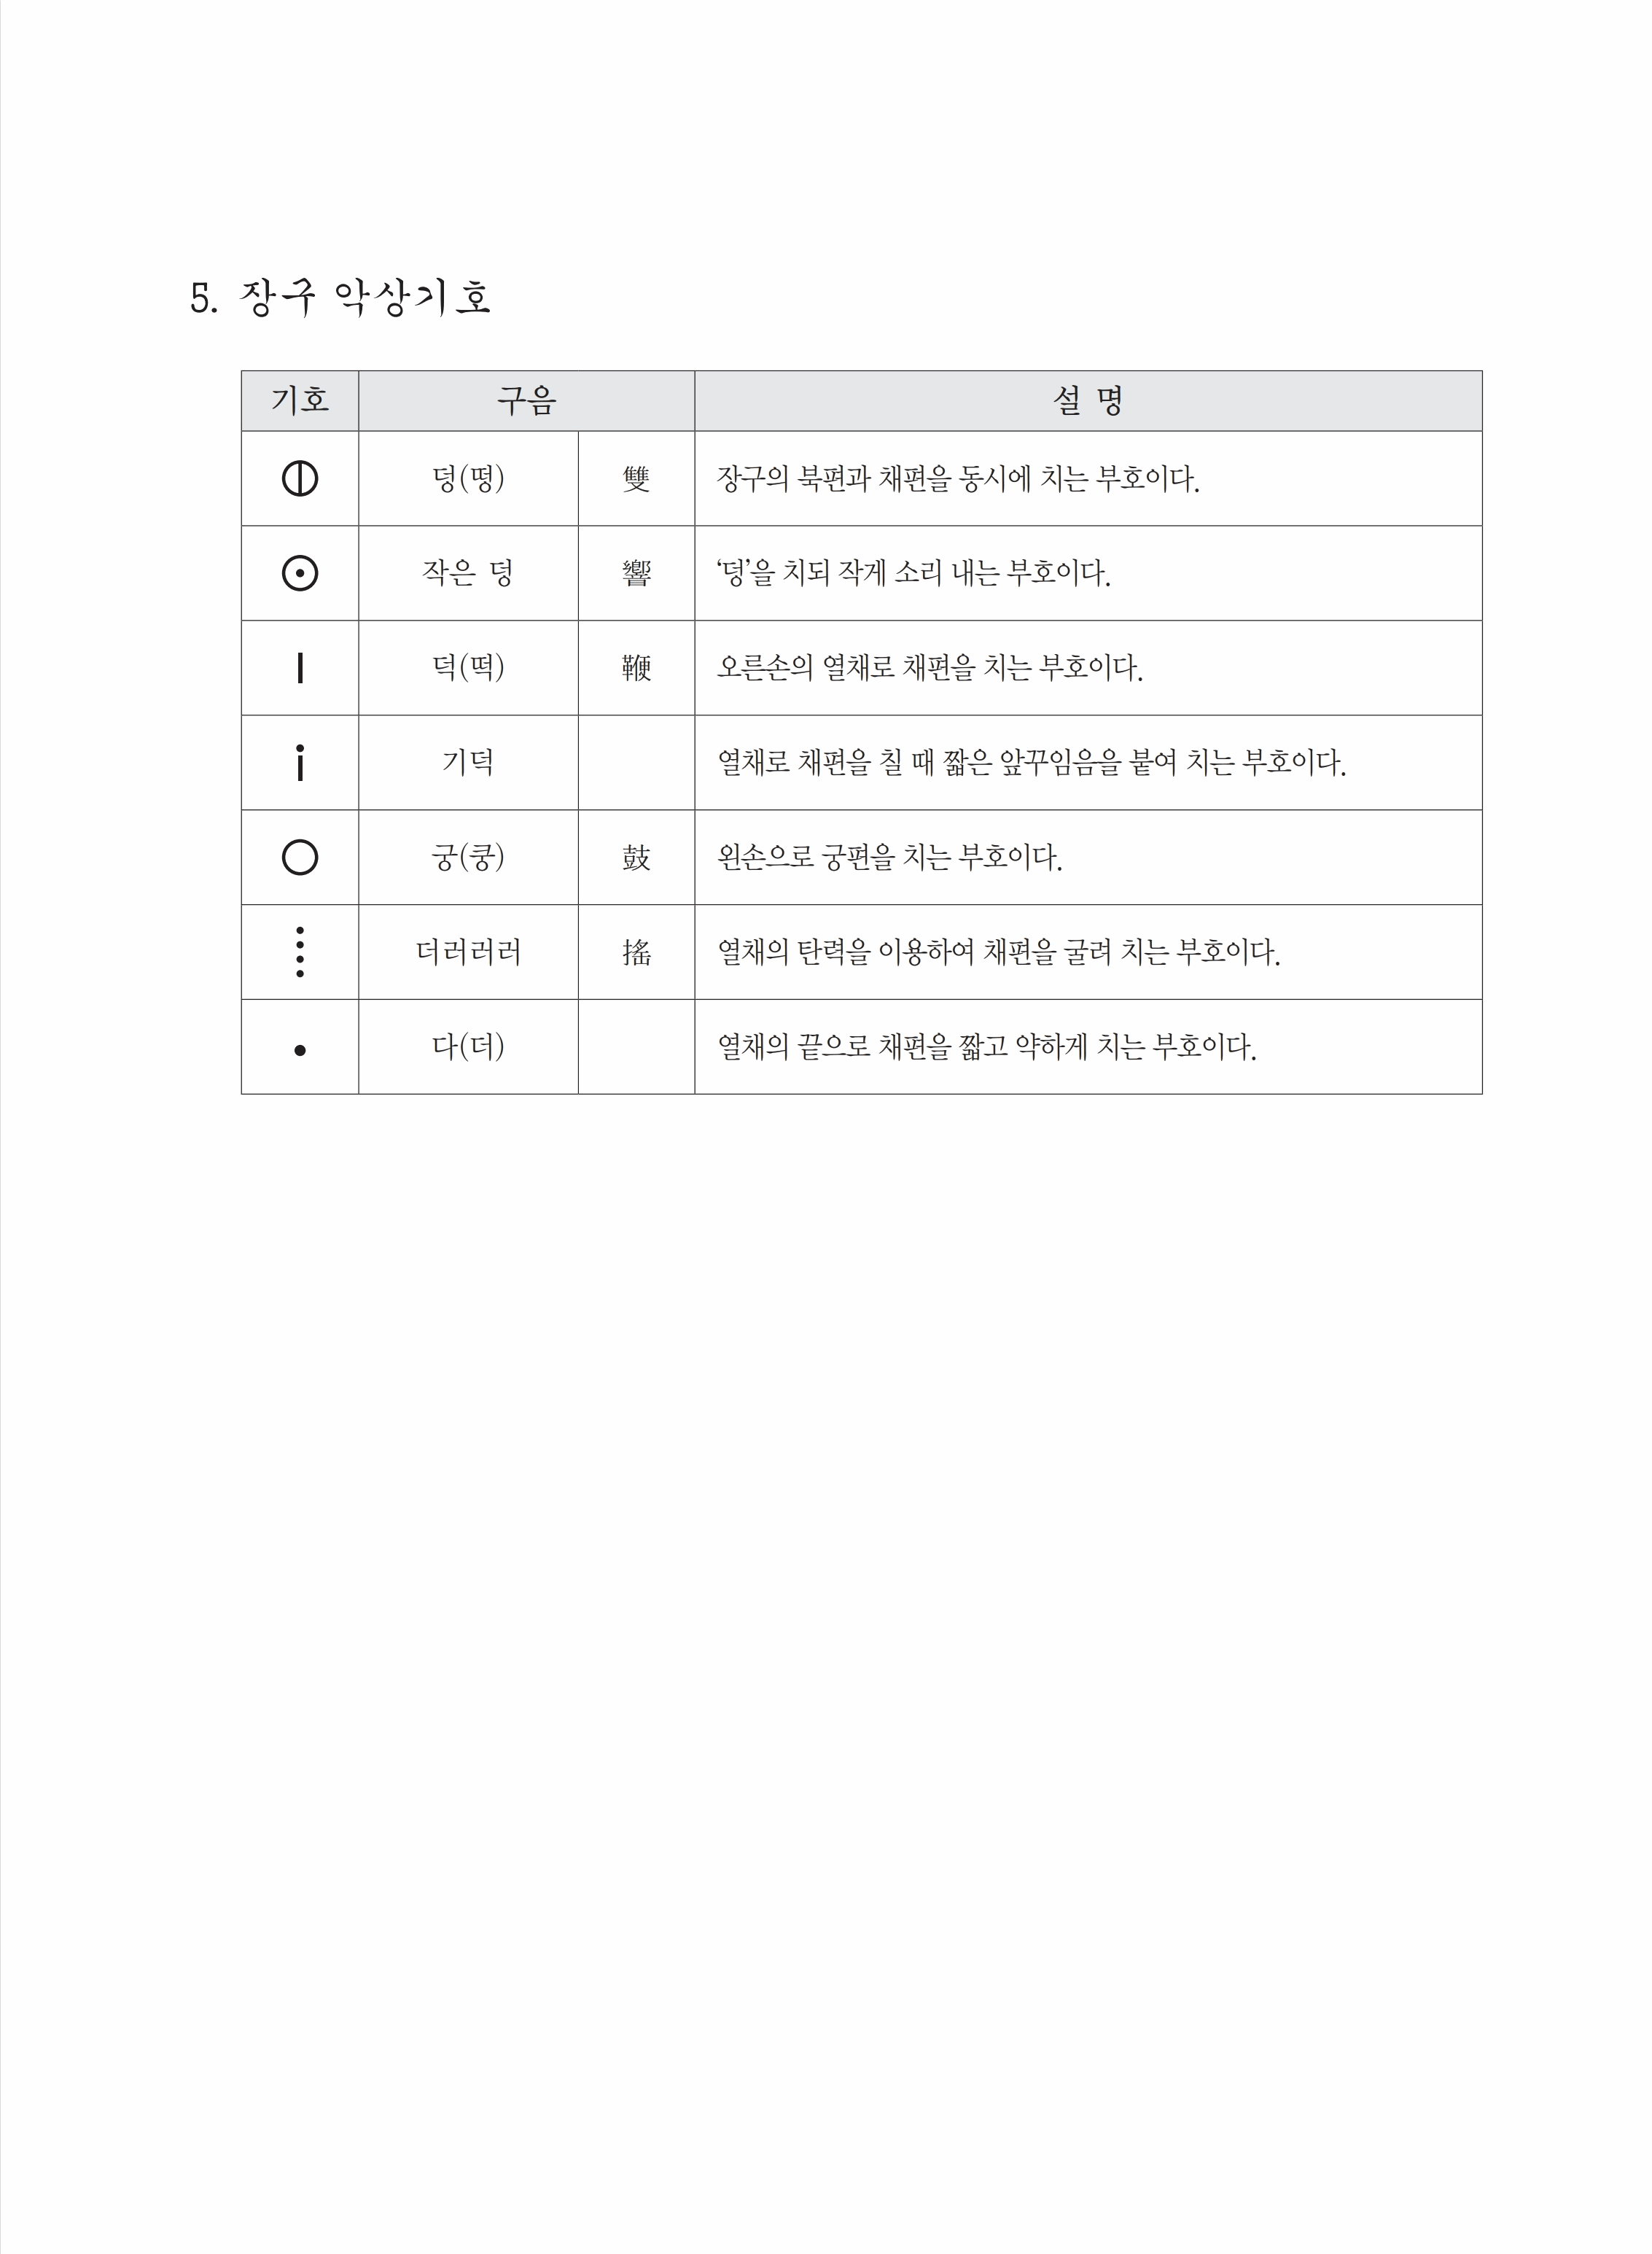 5. 장구 악상기호
기호 구음 설 명
덩(떵) 雙 장구의 북편과 채편을 동시에 치는 부호이다.
작은 덩 響 ‘덩’을 치되 작게 소리 내는 부호이다.
덕(떡) 鞭 오른손의 열채로 채편을 치는 부호이다.
기덕 열채로 채편을 칠 때 짧은 앞꾸임음을 붙여 치는 부호이다.
궁(쿵) 鼓 왼손으로 궁편을 치는 부호이다.
더러러러 搖 열채의 탄력을 이용하여 채편을 굴려 치는 부호이다.
다(더) 열채의 끝으로 채편을 짧고 약하게 치는 부호이다.